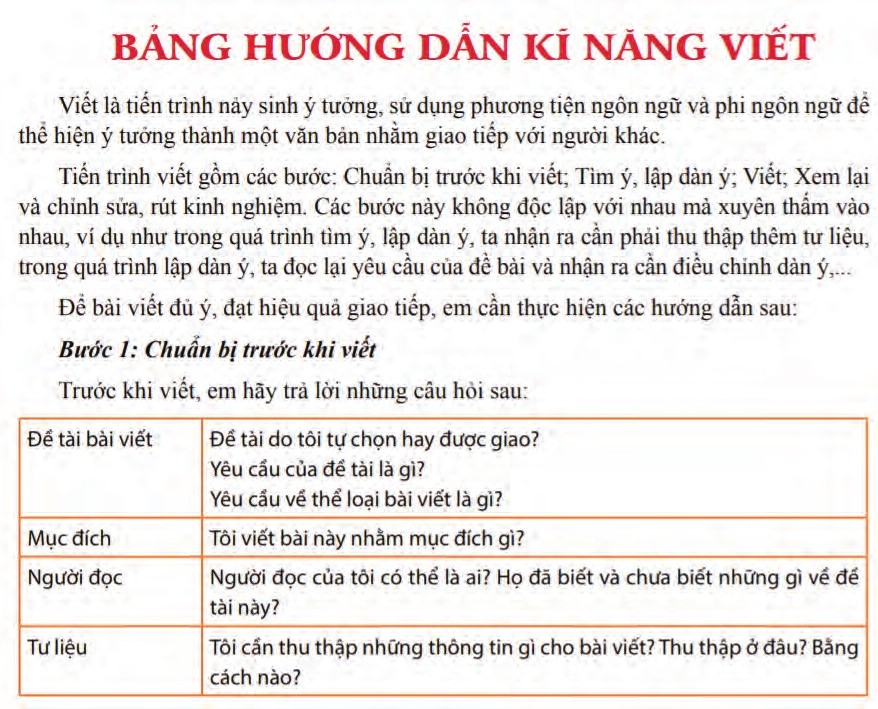 BẢNG HƯỚNG DẪN KĨ NĂNG VIẾT
Viết là tiến trình nảy sinh ý tưởng, sử dụng phương tiện ngôn ngữ và phi ngôn ngữ để
thể hiện ý tưởng thành một văn bản nhằm giao tiếp với người khác.
Tiến trình viết gồm các bước: Chuẩn bị trước khi viết; Tìm ý, lập dàn ý; Viết; Xem lại
và chỉnh sửa, rút kinh nghiệm. Các bước này không độc lập với nhau mà xuyên thấm vào
nhau, ví dụ như trong quá trình tìm ý, lập dàn ý, ta nhận ra cần phải thu thập thêm tư liệu,
trong quá trình lập dàn ý, ta đọc lại yêu cầu của đề bài và nhận ra cần điều chỉnh dàn ý,...
Để bài viết đủ ý, đạt hiệu quả giao tiếp, em cần thực hiện các hướng dẫn sau:
Bước 1: Chuẩn bị trước khi viết
Trước khi viết, em hãy trả lời những câu hỏi sau:
Đề tài bài viết
Đề tài do tôi tự chọn hay được giao?
Yêu cầu của đề tài là gì?
Yêu cầu về thể loại bài viết là gì?
Mục đích
Tôi viết bài này nhằm mục đích gì?
Người đọc
Người đọc của tôi có thể là ai? Họ đã biết và chưa biết những gì về đề
tài này?
Tư liệu
Tôi cần thu thập những thông tin gì cho bài viết? Thu thập ở đâu? Bằng
cách nào?